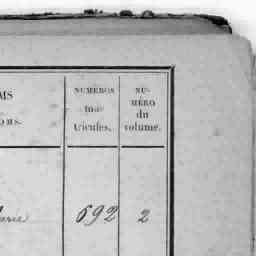 MS
OMS.
NUMÉROS
ma-
tricules.
NU-
MÉRO
du
volume.
692
2